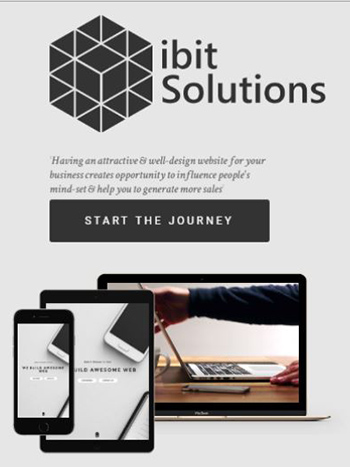 ibit
Solutions
'Having an attractive & well-design website for your
business creates opportunity to influence people's
mind-set & help you to generate more sales'
START THE JOURNEY
WE BUILD AWESOME
WEB
UILD AWESOME WEB
MacBook